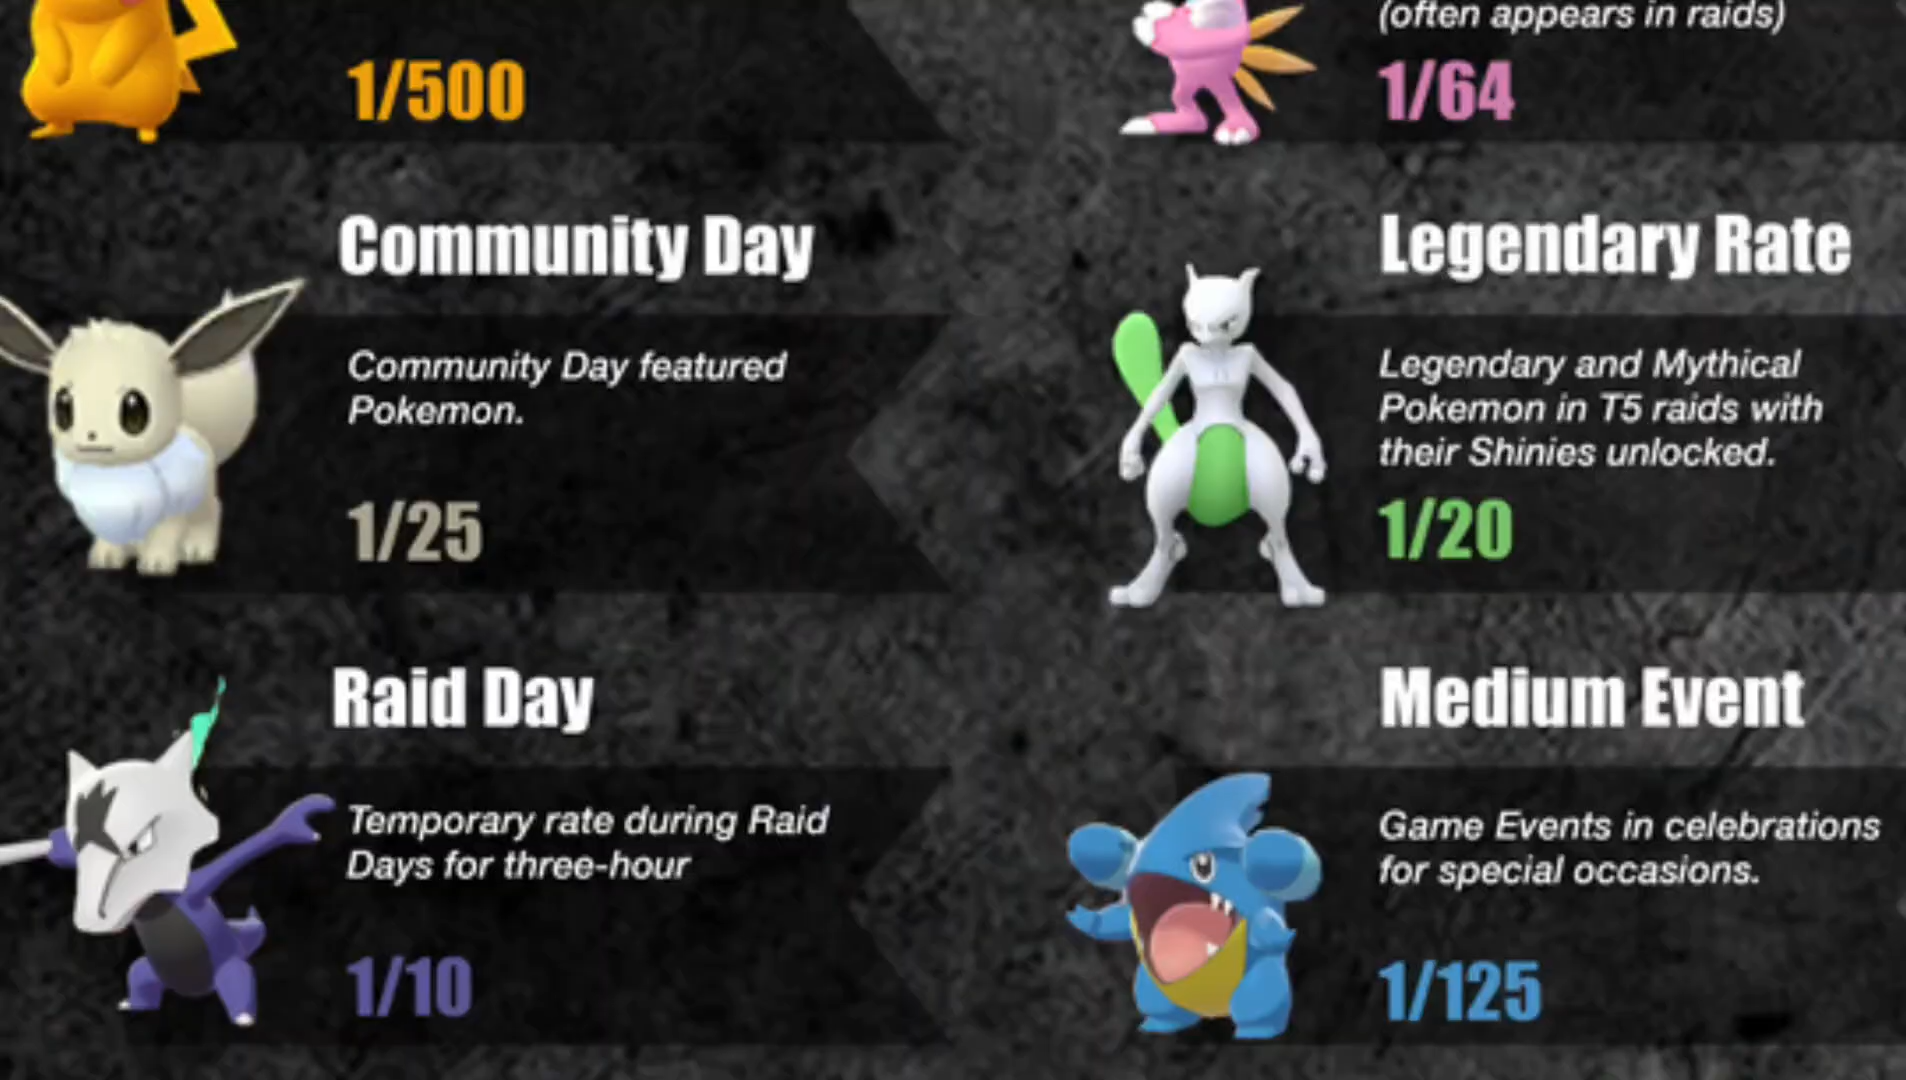 (often appears in raids)
1/500
1/64
Community Day
Community Day featured
Pokemon.
1/25
Legendary Rate
Legendary and Mythical
Pokemon in T5 raids with
their Shinies unlocked.
1/20
Raid Day
Temporary rate during Raid
Days for three-hour
1/10
Medium Event
Game Events in celebrations
for special occasions.
1/125